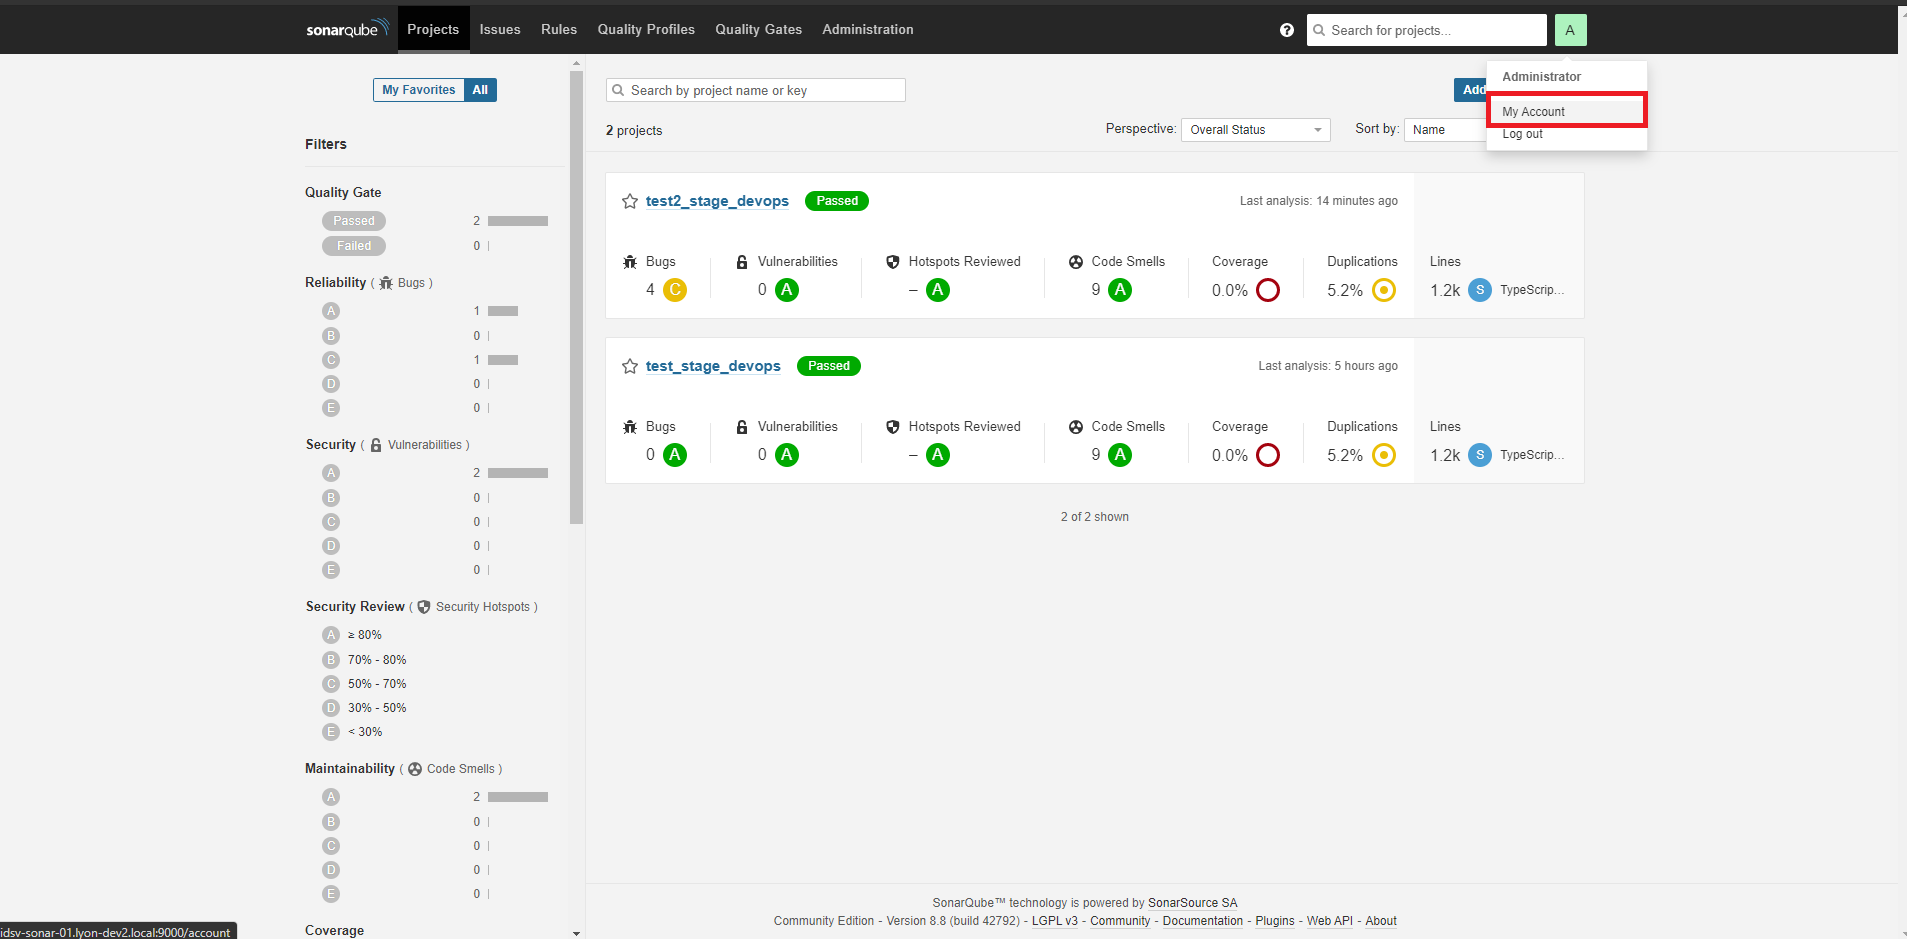 sonarqube Projects Issues Rules Quality Profiles Quality Gates Administration ? Search for projects... A
Administrator
My Account
Log out
My Favorites All
Search by project name or key
Add
2 projects
Perspective: Overall Status Sort by: Name
Filters
Quality Gate
Passed 2
Failed 0
Reliability ( Bugs )
A 1
B 0
C 1
D 0
E 0
Security ( Vulnerabilities )
A 2
B 0
C 0
D 0
E 0
Security Review ( Security Hotspots )
A ≥ 80%
B 70% - 80%
C 50% - 70%
D 30% - 50%
E < 30%
Maintainability ( Code Smells )
A 2
B 0
C 0
D 0
E 0
Coverage
test2_stage_devops Passed Last analysis: 14 minutes ago
Bugs Vulnerabilities Hotspots Reviewed Code Smells Coverage Duplications Lines
4 C 0 A – A 9 A 0.0% 5.2% 1.2k S TypeScrip...
test_stage_devops Passed Last analysis: 5 hours ago
Bugs Vulnerabilities Hotspots Reviewed Code Smells Coverage Duplications Lines
0 A 0 A – A 9 A 0.0% 5.2% 1.2k S TypeScrip...
2 of 2 shown
SonarQube™ technology is powered by SonarSource SA
Community Edition - Version 8.8 (build 42792) - LGPL v3 - Community - Documentation - Plugins - Web API - About
idsv-sonar-01.lyon-dev2.local:9000/account